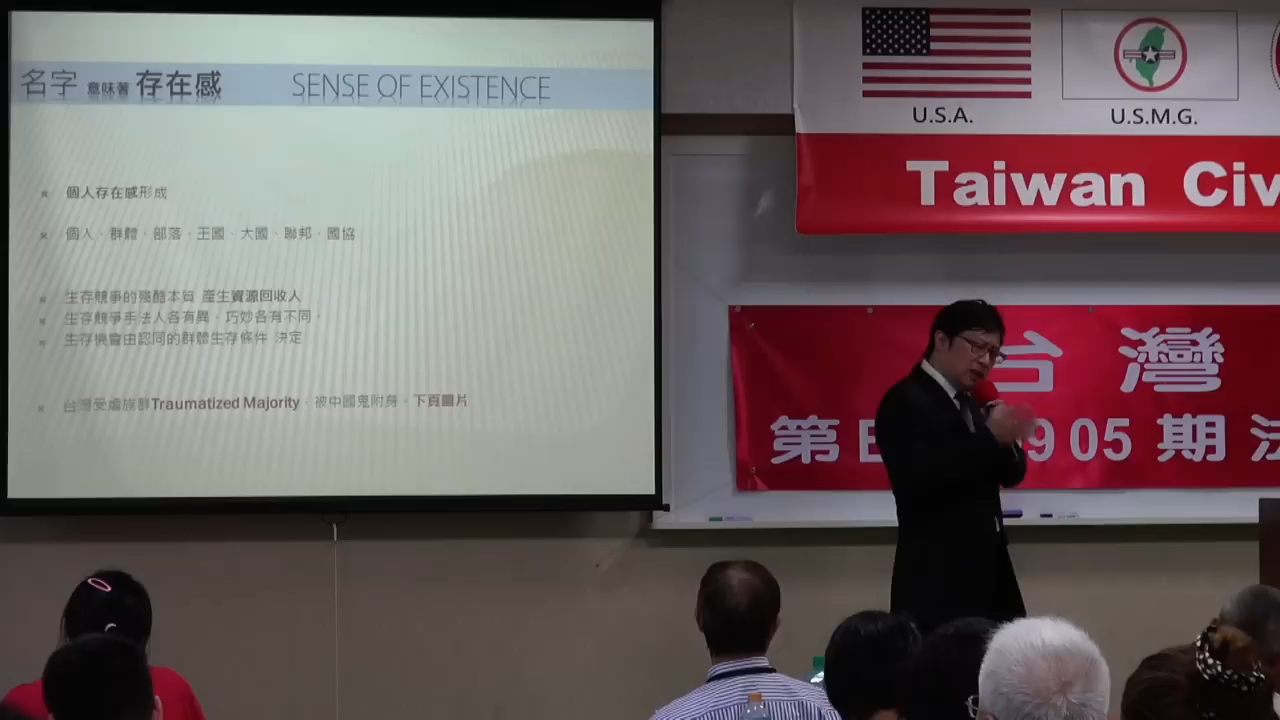 名字 意味著 存在感 SENSE OF EXISTENCE
個人存在感形成
個人、群體、部落、王國、大國、聯邦、國協
生存競爭的殘酷本質 產生資源回收人
生存競爭手法人各有異、巧妙各有不同。
生存機會由認同的群體生存條件 決定
台灣受虐族群Traumatized Majority、被中國鬼附身。下頁圖片
U.S.A.
U.S.M.G.
Taiwan Civ
台灣
第 905期